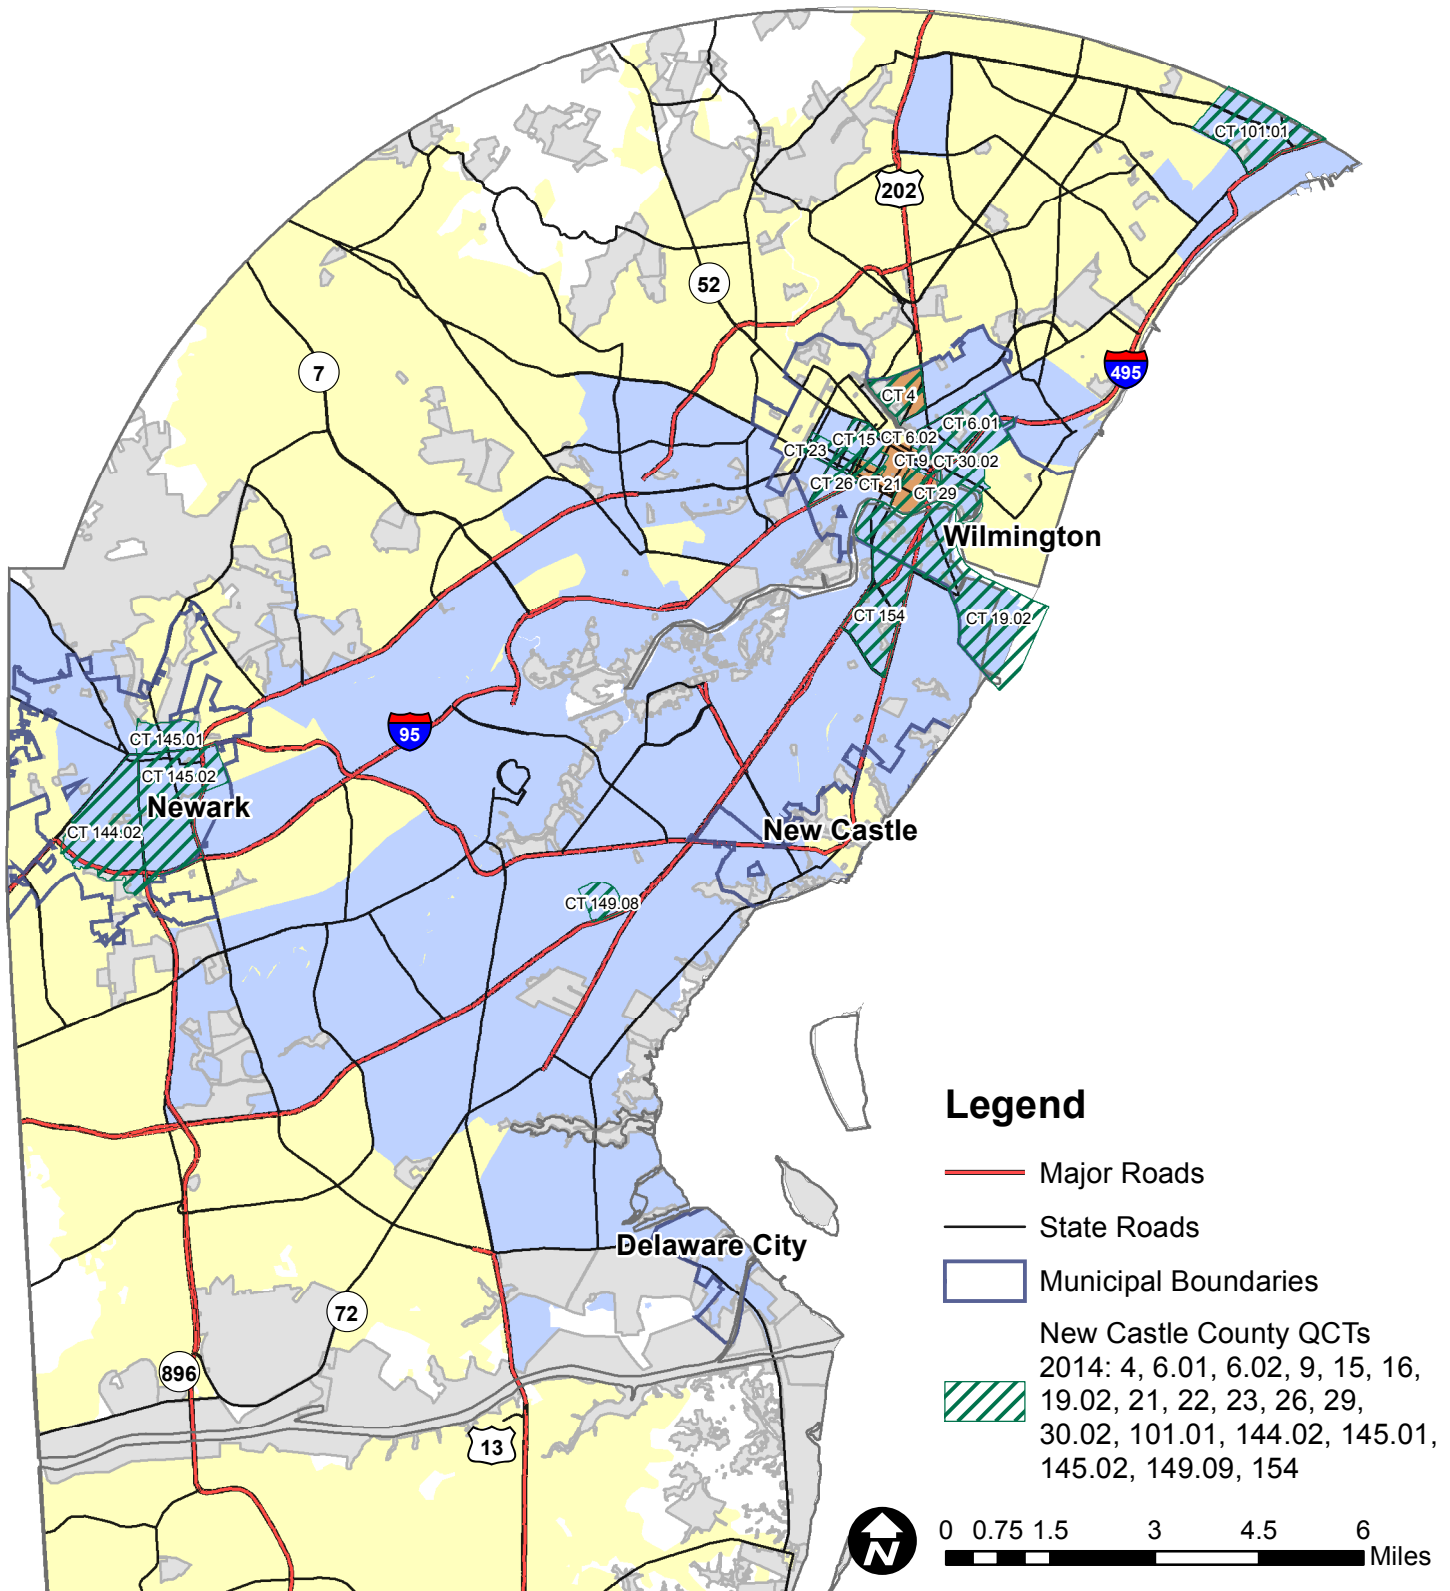 CT 101.01
202
52
7
495
CT 4
CT 6.01
CT 15
CT 6.02
CT 23
CT 9
CT 30.02
CT 26
CT 21
CT 29
Wilmington
CT 154
CT 19.02
95
CT 145.01
CT 145.02
Newark
CT 144.02
New Castle
CT 149.08
Delaware City
72
896
13
Legend
Major Roads
State Roads
Municipal Boundaries
New Castle County QCTs
2014: 4, 6.01, 6.02, 9, 15, 16,
19.02, 21, 22, 23, 26, 29,
30.02, 101.01, 144.02, 145.01,
145.02, 149.09, 154
N
0 0.75 1.5 3 4.5 6
Miles